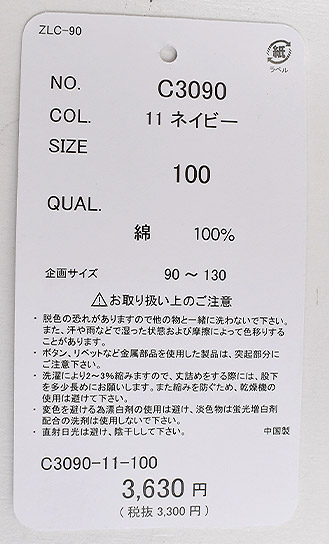 ZLC-90
紙
ラベル
NO. C3090
COL. 11 ネイビー
SIZE
100
QUAL.
綿 100%
企画サイズ 90 ～ 130
⚠お取り扱い上のご注意
・ 脱色の恐れがありますので他の物と一緒に洗わないで下さい。
また、汗や雨などで湿った状態および摩擦によって色移りする
ことがあります。
・ ボタン、リベットなど金属部品を使用した製品は、突起部分に
ご注意下さい。
・ 洗濯により2～3%縮みますので、丈詰めをする際には、股下
を多少長めにお願いします。また縮みを防ぐため、乾燥機の
使用は避けて下さい。
・ 変色を避ける為漂白剤の使用は避け、淡色物は蛍光増白剤
配合の洗剤は使用しないで下さい。
・ 直射日光は避け、陰干しして下さい。 中国製
C3090-11-100
3,630 円
（ 税抜 3,300 円 ）